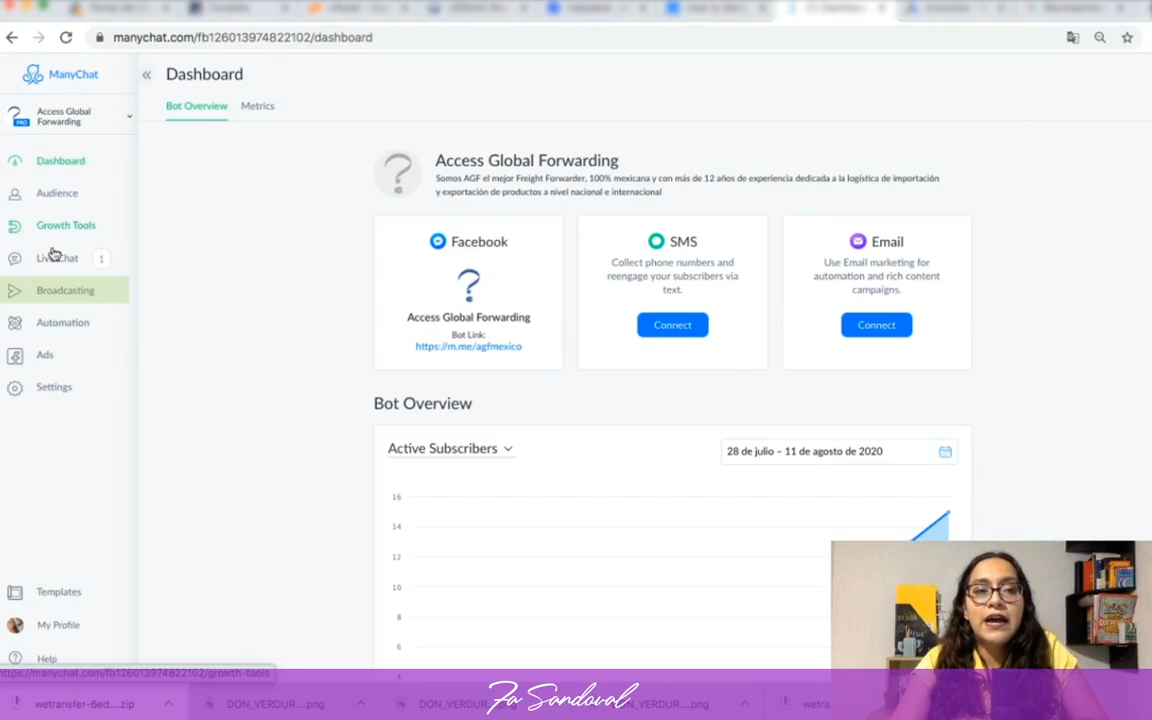 manychat.com/fb126013974822102/dashboard
ManyChat
«
Dashboard
Access Global
Forwarding
PRO
Bot Overview
Metrics
Dashboard
Audience
Growth Tools
Live Chat
1
Broadcasting
Automation
Ads
Settings
Templates
My Profile
Help
Access Global Forwarding
Somos AGF el mejor Freight Forwarder, 100% mexicana y con más de 12 años de experiencia dedicada a la logística de importación
y exportación de productos a nivel nacional e internacional
Facebook
Access Global Forwarding
Bot Link:
https://m.me/agfmexico
SMS
Collect phone numbers and
reengage your subscribers via
text.
Connect
Email
Use Email marketing for
automation and rich content
campaigns.
Connect
Bot Overview
Active Subscribers
28 de julio – 11 de agosto de 2020
16
14
12
10
8
6
https://manychat.com/fb126013974822102/growth-tools
wetransfer-6ed....zip
DON_VERDUR....png
Fa Sandoval